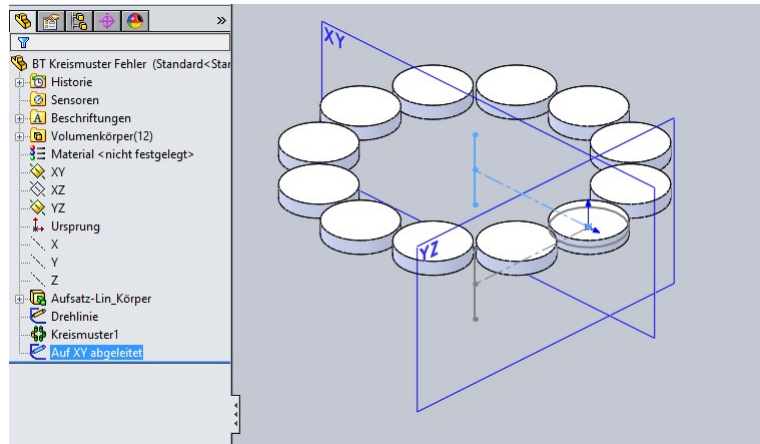 »
BT Kreismuster Fehler (Standard<Star
Historie
Sensoren
A Beschriftungen
Volumenkörper(12)
Material <nicht festgelegt>
XY
XZ
YZ
Ursprung
X
Y
Z
Aufsatz-Lin_Körper
Drehlinie
Kreismuster1
Auf XY abgeleitet
XY
YZ